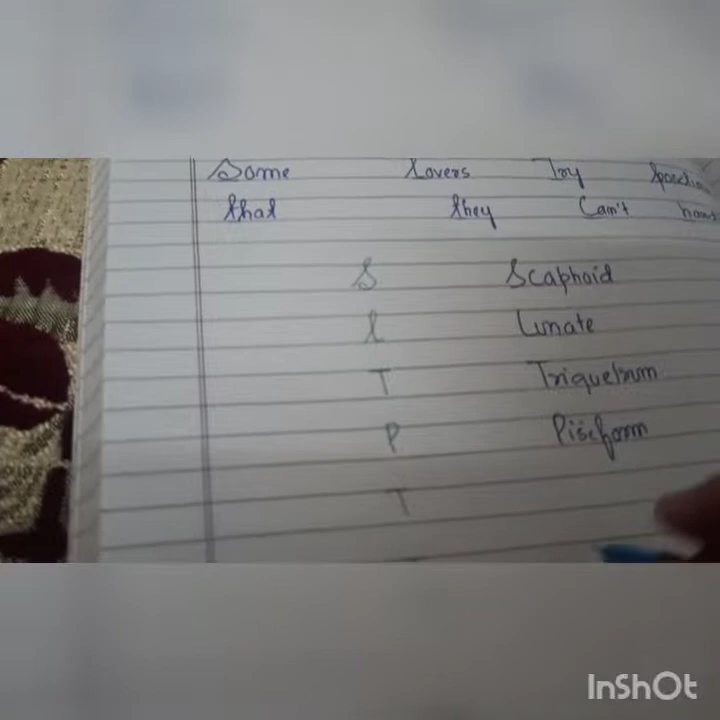 Some Lovers Try
that they Can't
S Scaphoid
L Lunate
T Triquetrum
P Pisiform
T
InShOt